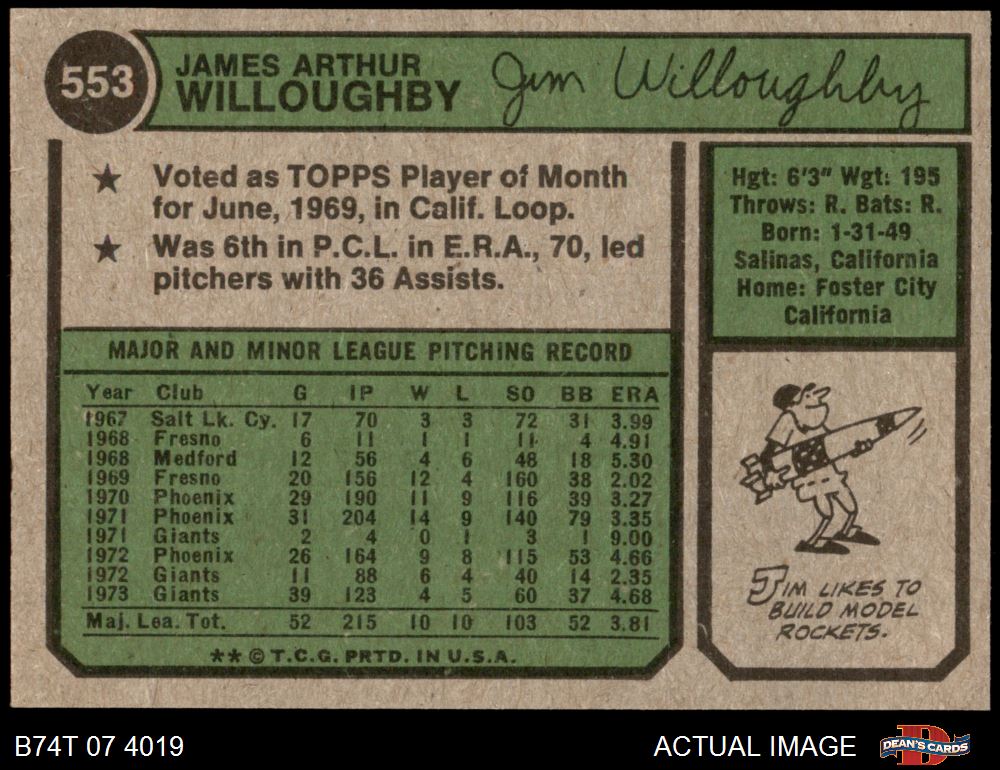 553
JAMES ARTHUR
WILLOUGHBY
Jim Willoughby
★ Voted as TOPPS Player of Month
for June, 1969, in Calif. Loop.
★ Was 6th in P.C.L. in E.R.A., 70, led
pitchers with 36 Assists.
Hgt: 6'3" Wgt: 195
Throws: R. Bats: R.
Born: 1-31-49
Salinas, California
Home: Foster City
California
MAJOR AND MINOR LEAGUE PITCHING RECORD
Year Club G IP W L SO BB ERA
1967 Salt Lk. Cy. 17 70 3 3 72 31 3.99
1968 Fresno 6 11 1 1 11 4 4.91
1968 Medford 12 56 4 6 48 18 5.30
1969 Fresno 20 156 12 4 160 38 2.02
1970 Phoenix 29 190 11 9 116 39 3.27
1971 Phoenix 31 204 14 9 140 79 3.35
1971 Giants 2 4 0 1 3 1 9.00
1972 Phoenix 26 164 9 8 115 53 4.66
1972 Giants 11 88 6 4 40 14 2.35
1973 Giants 39 123 4 5 60 37 4.68
Maj. Lea. Tot. 52 215 10 10 103 52 3.81
** © T.C.G. PRTD. IN U.S.A.
JIM LIKES TO
BUILD MODEL
ROCKETS.
B74T 07 4019
ACTUAL IMAGE
D
DEAN'S CARDS